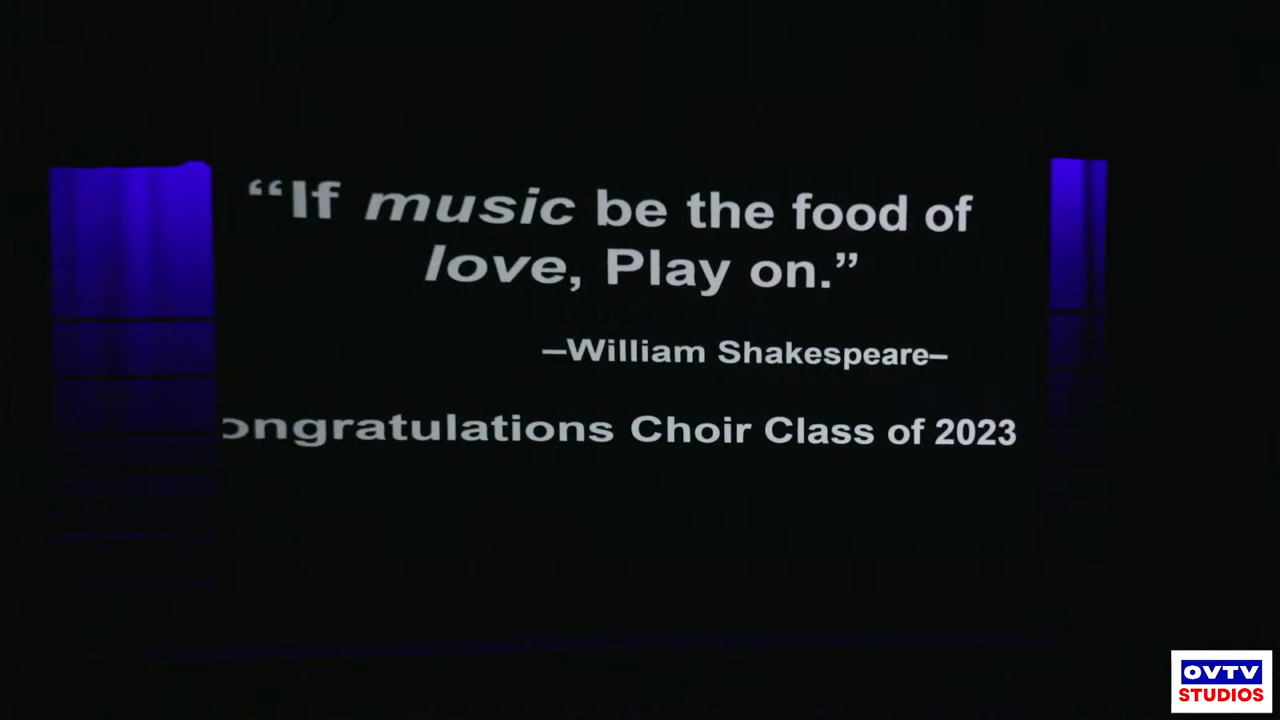 “If music be the food of
love, Play on.”
–William Shakespeare–
ongratulations Choir Class of 2023
OVTV
STUDIOS